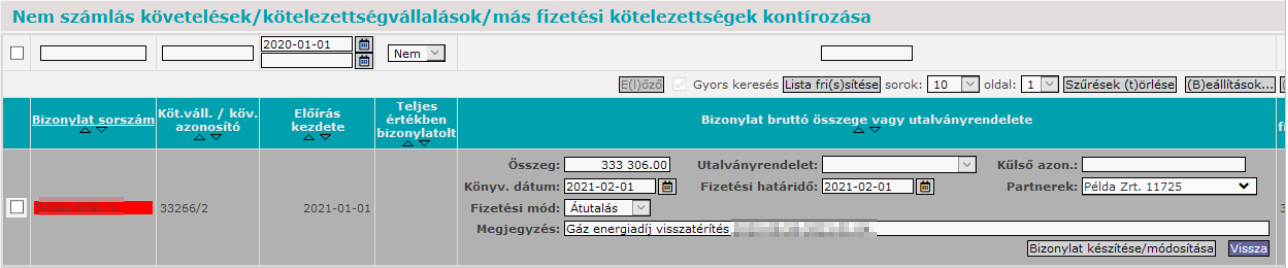 Nem számlás követelések/kötelezettségvállalások/más fizetési kötelezettségek kontírozása
2020-01-01 Nem
E(l)őző Gyors keresés Lista fri(s)sítése sorok: 10 oldal: 1 Szűrések (t)örlése (B)eállítások...
Bizonylat sorszám Köt.váll. / köv. azonosító Előírás kezdete Teljes értékben bizonylatolt Bizonylat bruttó összege vagy utalványrendelete
Összeg: 333 306.00 Utalványrendelet: Külső azon.:
Könyv. dátum: 2021-02-01 Fizetési határidő: 2021-02-01 Partnerek: Példa Zrt. 11725
33266/2 2021-01-01 Fizetési mód: Átutalás
Megjegyzés: Gáz energiadíj visszatérítés
Bizonylat készítése/módosítása Vissza